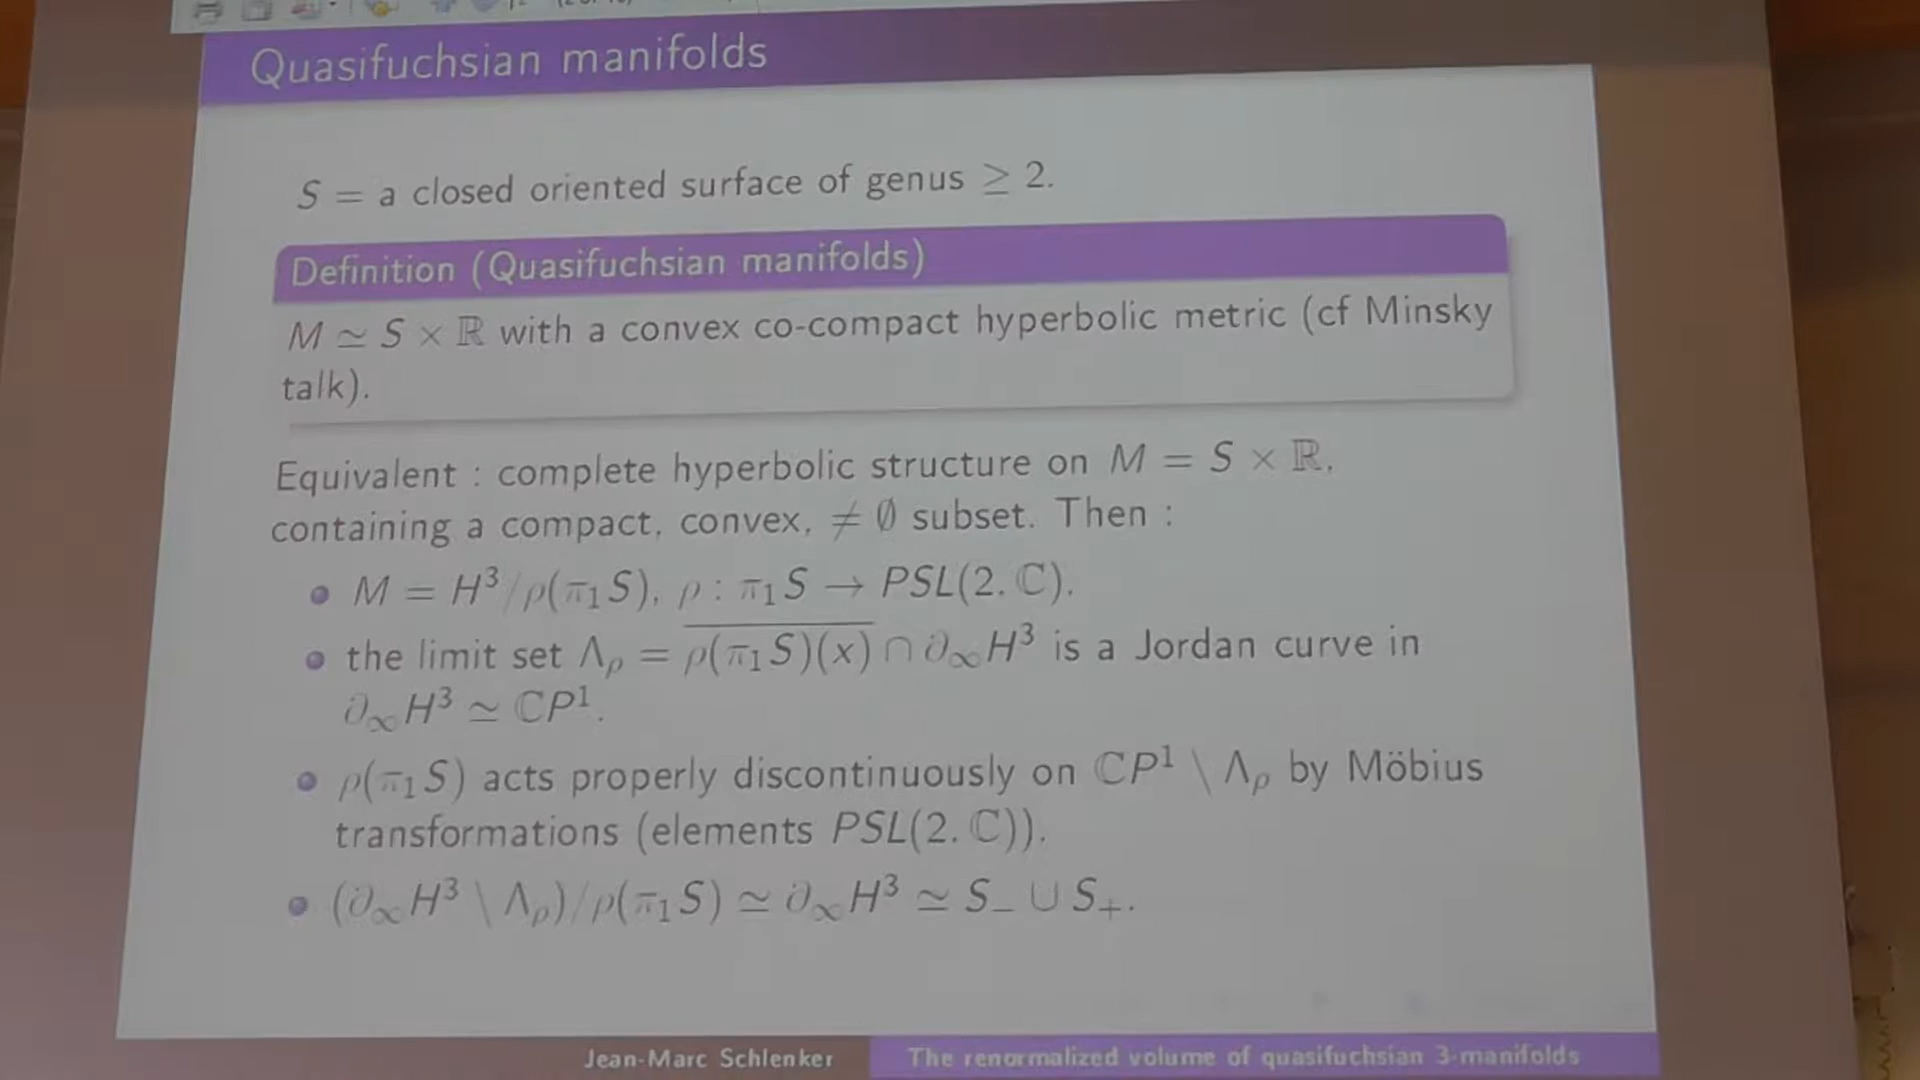 Quasifuchsian manifolds
S = a closed oriented surface of genus ≥ 2.
Definition (Quasifuchsian manifolds)
M ≃ S × ℝ with a convex co-compact hyperbolic metric (cf Minsky
talk).
Equivalent : complete hyperbolic structure on M = S × ℝ,
containing a compact, convex, ≠ ∅ subset. Then :
M = H³/ρ(π₁S), ρ : π₁S → PSL(2, ℂ).
the limit set Λ_ρ = \overline{ρ(π₁S)(x)} ∩ ∂_∞H³ is a Jordan curve in
∂_∞H³ ≃ ℂP¹.
ρ(π₁S) acts properly discontinuously on ℂP¹ \ Λ_ρ by Möbius
transformations (elements PSL(2, ℂ)).
(∂_∞H³ \ Λ_ρ)/ρ(π₁S) ≃ ∂_∞H³ ≃ S₋ ∪ S₊.
Jean-Marc Schlenker
The renormalized volume of quasifuchsian 3-manifolds